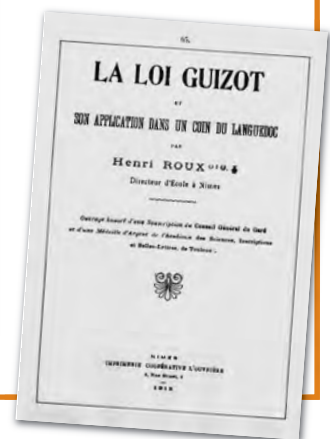 65.
LA LOI GUIZOT
ET
SON APPLICATION DANS UN COIN DU LANGUEDOC
PAR
Henri ROUX
Directeur d'École à Nimes
Ouvrage honoré d'une Souscription du Conseil Général du Gard
et d'une Médaille d'Argent de l'Académie des Sciences, Inscriptions
et Belles-Lettres, de Toulouse.
NIMES
IMPRIMERIE COOPÉRATIVE L'OUVRIÈRE